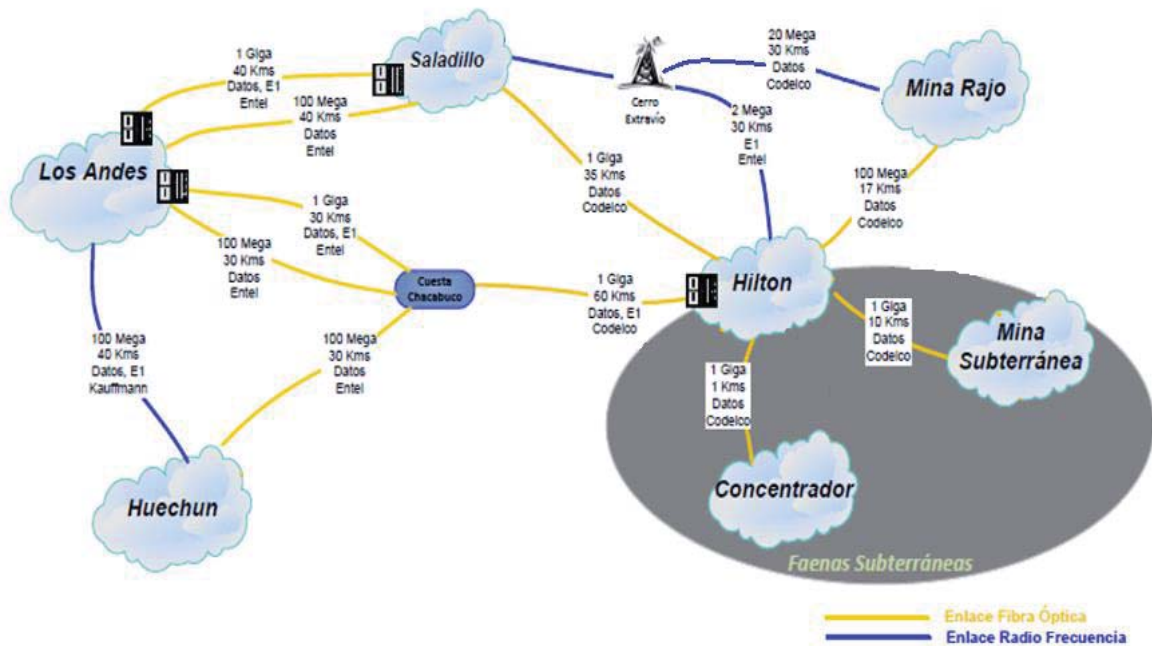 1 Giga
40 Kms
Datos, E1
Entel
Saladillo
100 Mega
40 Kms
Datos
Entel
Cerro
Extravío
20 Mega
30 Kms
Datos
Codelco
Mina Rajo
2 Mega
30 Kms
E1
Entel
Los Andes
1 Giga
35 Kms
Datos
Codelco
100 Mega
17 Kms
Datos
Codelco
1 Giga
30 Kms
Datos, E1
Entel
100 Mega
30 Kms
Datos
Entel
Cuesta
Chacabuco
1 Giga
60 Kms
Datos, E1
Codelco
Hilton
1 Giga
10 Kms
Datos
Codelco
Mina
Subterránea
100 Mega
40 Kms
Datos, E1
Kauffmann
100 Mega
30 Kms
Datos
Entel
1 Giga
1 Kms
Datos
Codelco
Huechun
Concentrador
Faenas Subterráneas
Enlace Fibra Óptica
Enlace Radio Frecuencia